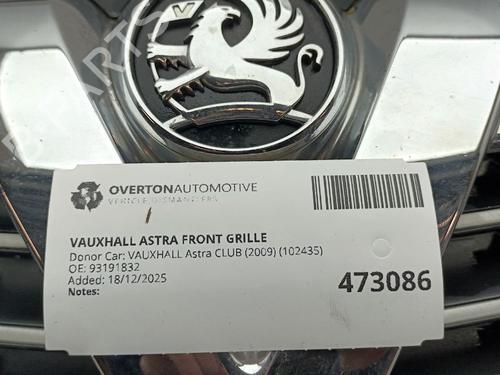 V
OVERTONAUTOMOTIVE
VEHICLE DISMANTLERS
VAUXHALL ASTRA FRONT GRILLE
Donor Car: VAUXHALL Astra CLUB (2009) (102435)
OE: 93191832
Added: 18/12/2025
Notes:
473086